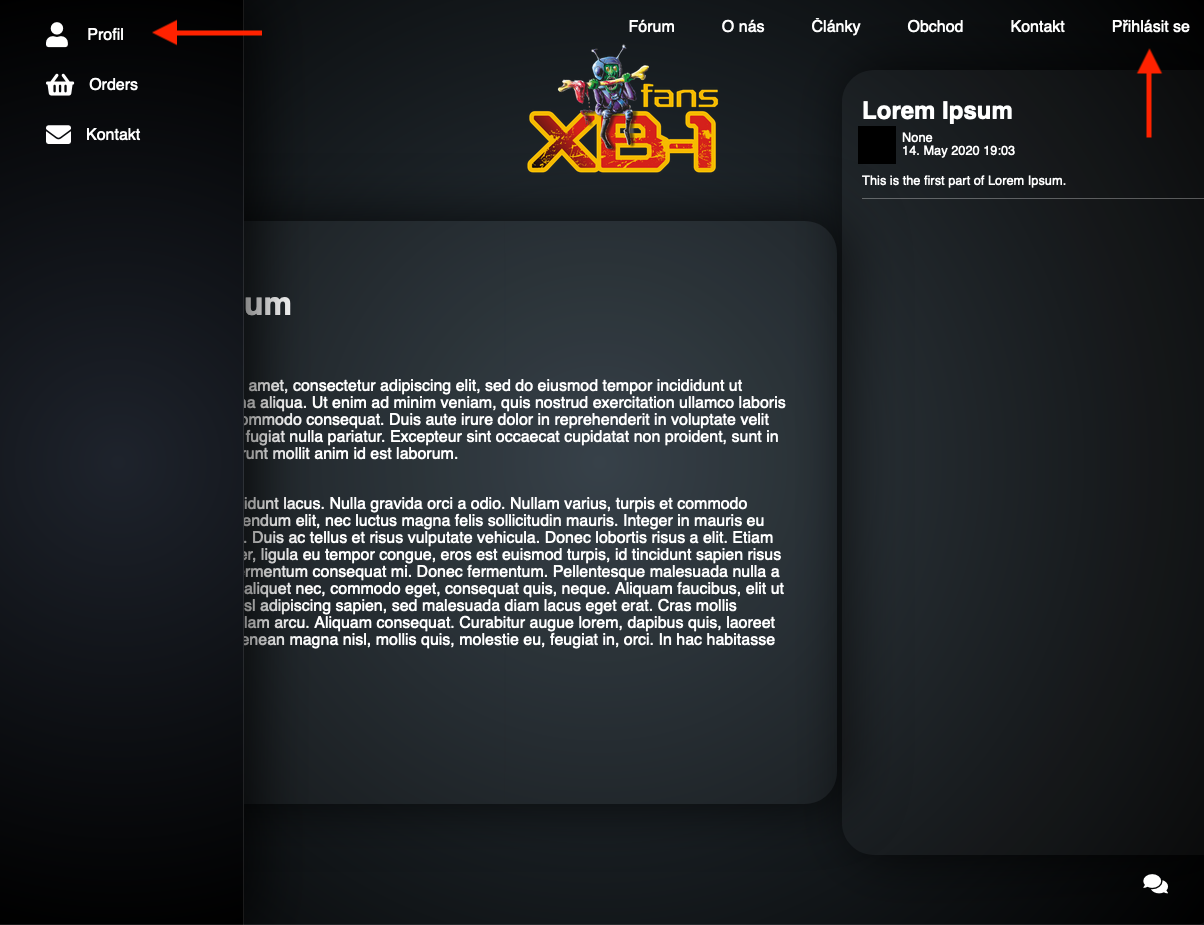 Profil
Orders
Kontakt
Fórum
O nás
Články
Obchod
Kontakt
Přihlásit se
fans
XB-1
Lorem Ipsum
None
14. May 2020 19:03
This is the first part of Lorem Ipsum.
um
amet, consectetur adipiscing elit, sed do eiusmod tempor incididunt ut
na aliqua. Ut enim ad minim veniam, quis nostrud exercitation ullamco laboris
ommodo consequat. Duis aute irure dolor in reprehenderit in voluptate velit
fugiat nulla pariatur. Excepteur sint occaecat cupidatat non proident, sunt in
runt mollit anim id est laborum.
idunt lacus. Nulla gravida orci a odio. Nullam varius, turpis et commodo
endum elit, nec luctus magna felis sollicitudin mauris. Integer in mauris eu
. Duis ac tellus et risus vulputate vehicula. Donec lobortis risus a elit. Etiam
er, ligula eu tempor congue, eros est euismod turpis, id tincidunt sapien risus
ermentum consequat mi. Donec fermentum. Pellentesque malesuada nulla a
aliquet nec, commodo eget, consequat quis, neque. Aliquam faucibus, elit ut
sl adipiscing sapien, sed malesuada diam lacus eget erat. Cras mollis
lam arcu. Aliquam consequat. Curabitur augue lorem, dapibus quis, laoreet
enean magna nisl, mollis quis, molestie eu, feugiat in, orci. In hac habitasse